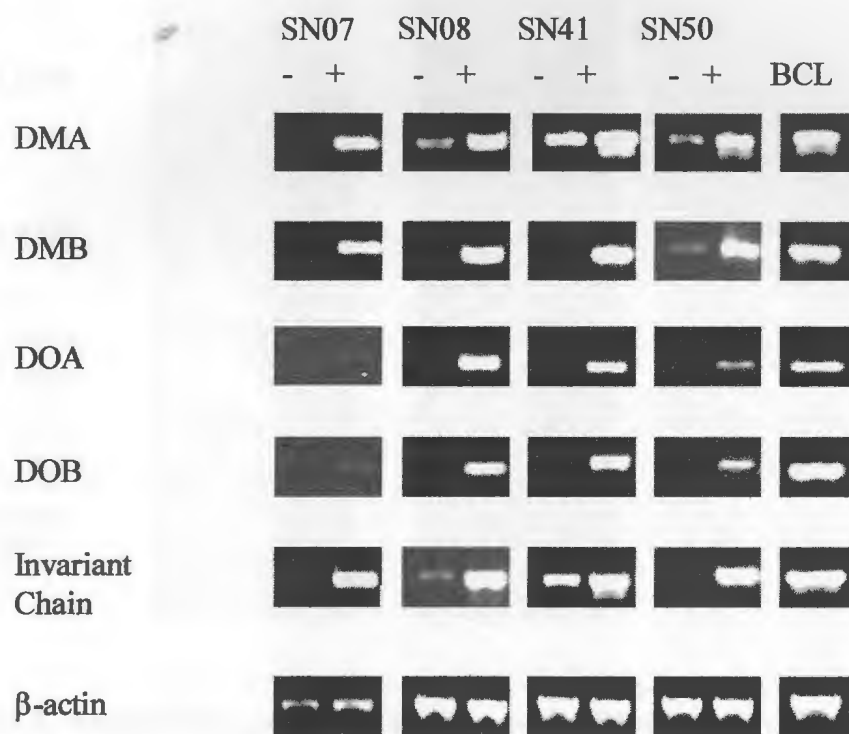 SN07 SN08 SN41 SN50
- + - + - + - + BCL
DMA
DMB
DOA
DOB
Invariant
Chain
β-actin